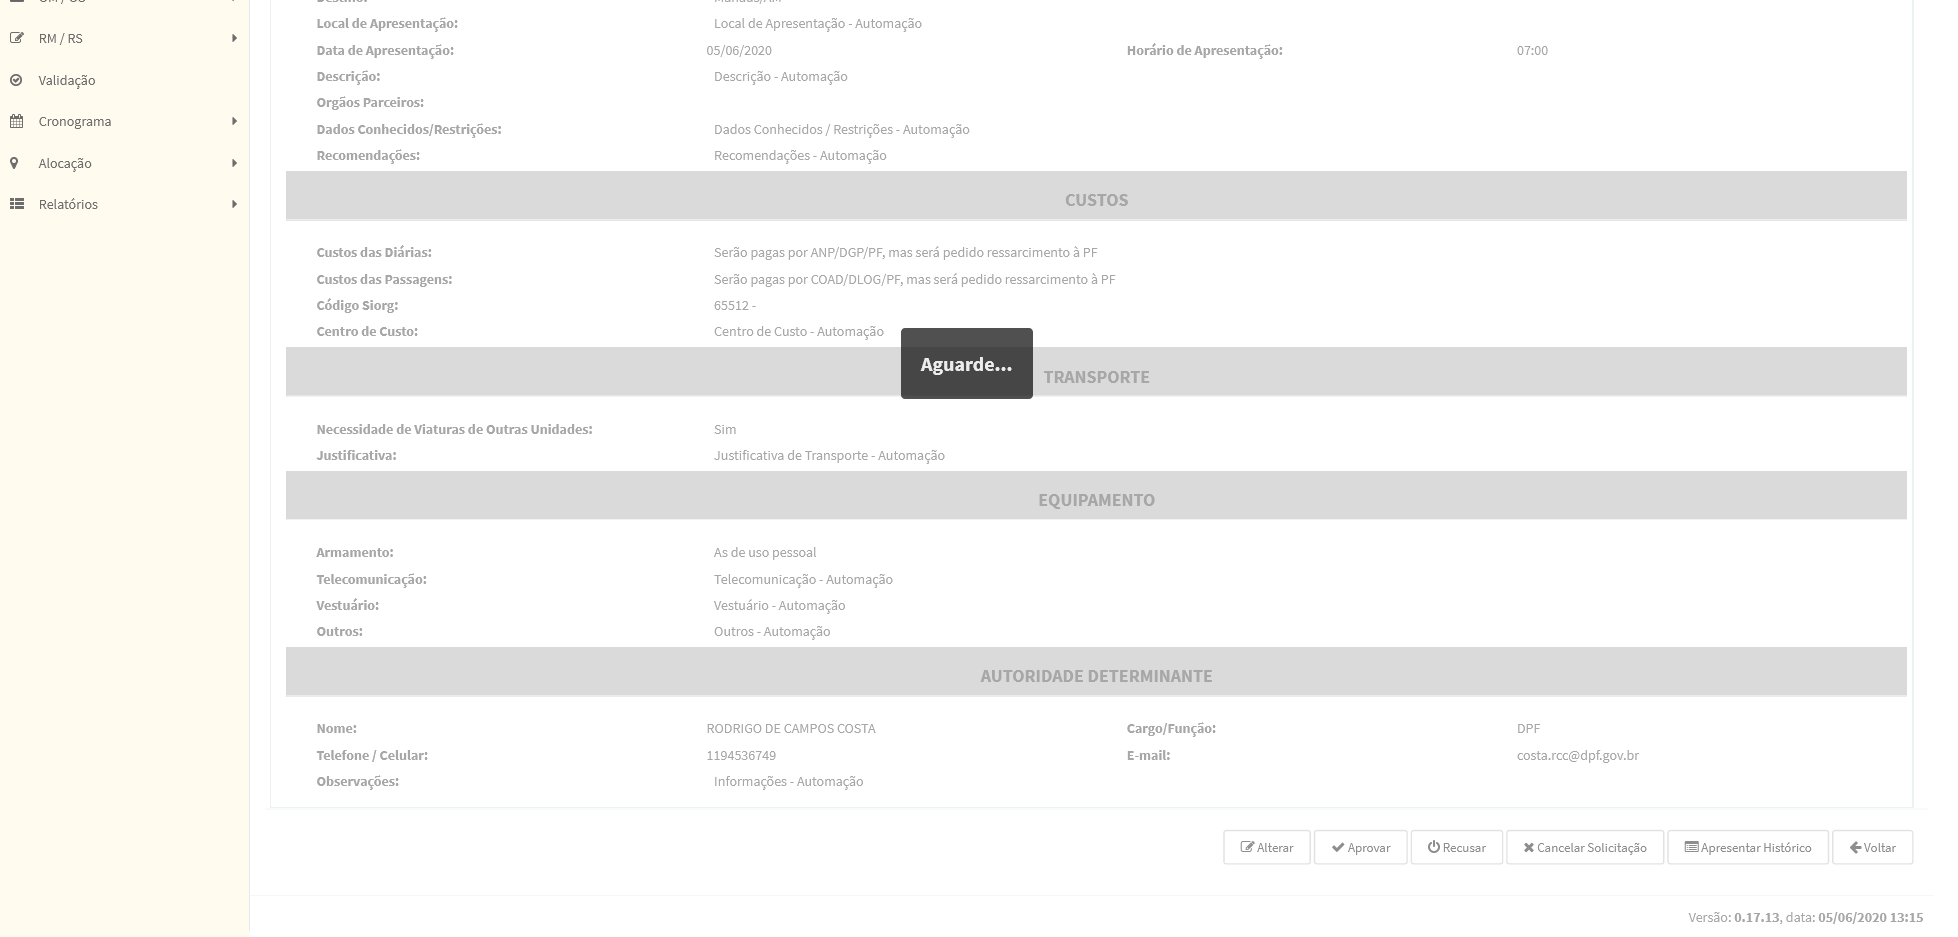 RM / RS
Validação
Cronograma
Alocação
Relatórios
Local de Apresentação: Local de Apresentação - Automação
Data de Apresentação: 05/06/2020 Horário de Apresentação: 07:00
Descrição: Descrição - Automação
Orgãos Parceiros:
Dados Conhecidos/Restrições: Dados Conhecidos / Restrições - Automação
Recomendações: Recomendações - Automação
CUSTOS
Custos das Diárias: Serão pagas por ANP/DGP/PF, mas será pedido ressarcimento à PF
Custos das Passagens: Serão pagas por COAD/DLOG/PF, mas será pedido ressarcimento à PF
Código Siorg: 65512 -
Centro de Custo: Centro de Custo - Automação
Aguarde...
TRANSPORTE
Necessidade de Viaturas de Outras Unidades: Sim
Justificativa: Justificativa de Transporte - Automação
EQUIPAMENTO
Armamento: As de uso pessoal
Telecomunicação: Telecomunicação - Automação
Vestuário: Vestuário - Automação
Outros: Outros - Automação
AUTORIDADE DETERMINANTE
Nome: RODRIGO DE CAMPOS COSTA Cargo/Função: DPF
Telefone / Celular: 1194536749 E-mail: costa.rcc@dpf.gov.br
Observações: Informações - Automação
Alterar Aprovar Recusar Cancelar Solicitação Apresentar Histórico Voltar
Versão: 0.17.13, data: 05/06/2020 13:15